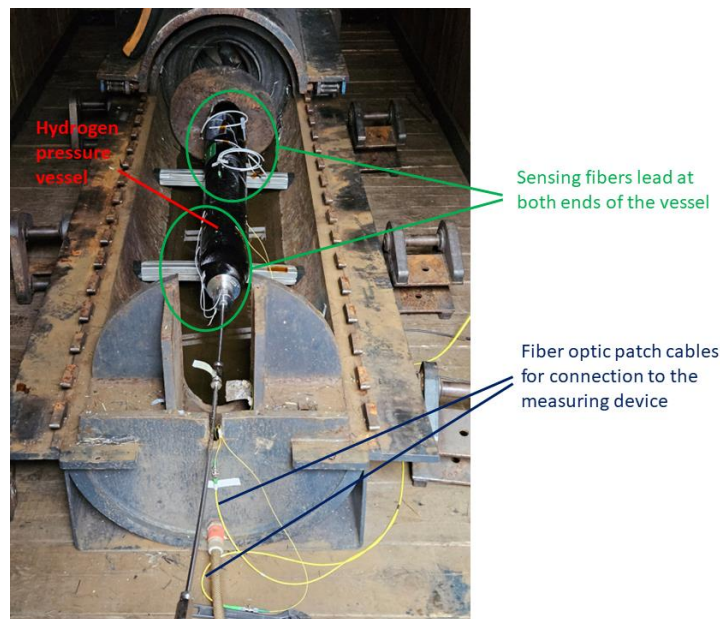 Hydrogen
pressure
vessel
Sensing fibers lead at
both ends of the vessel
Fiber optic patch cables
for connection to the
measuring device